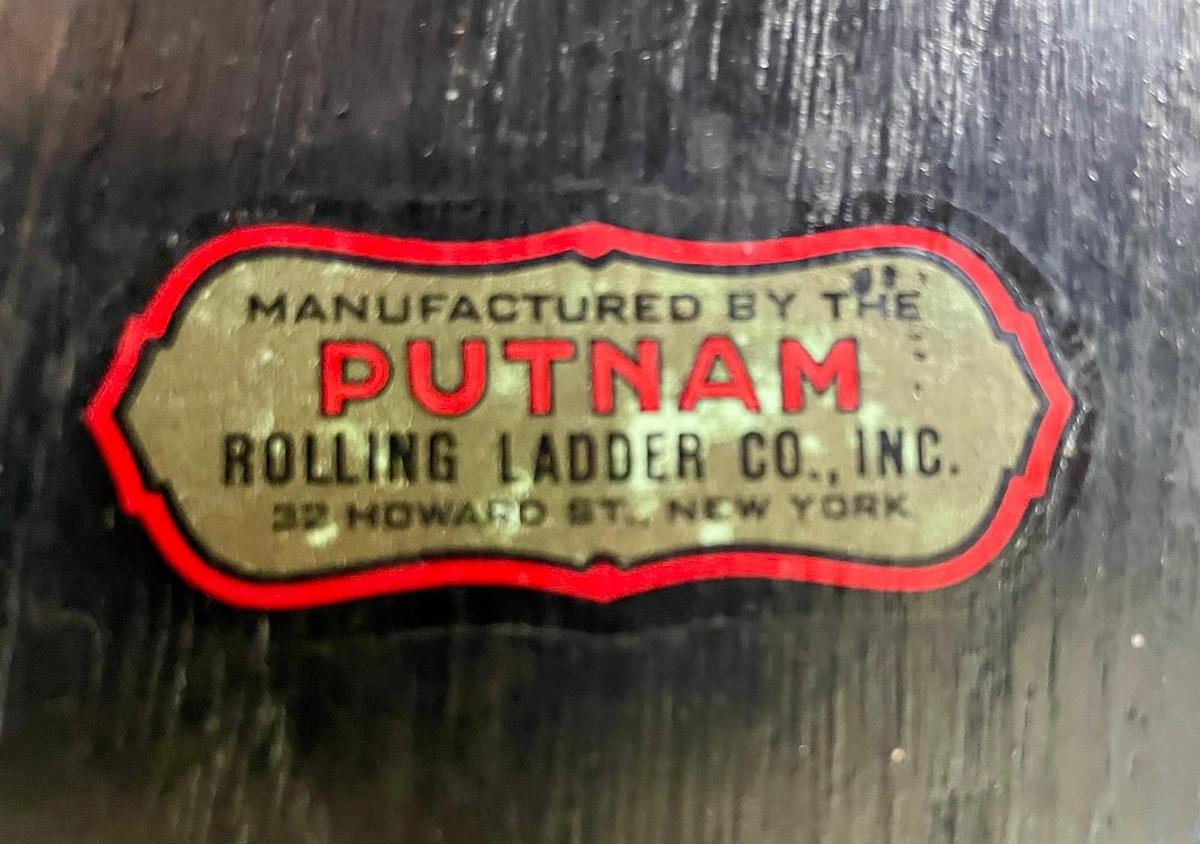 MANUFACTURED BY THE
PUTNAM
ROLLING LADDER CO., INC.
32 HOWARD ST., NEW YORK